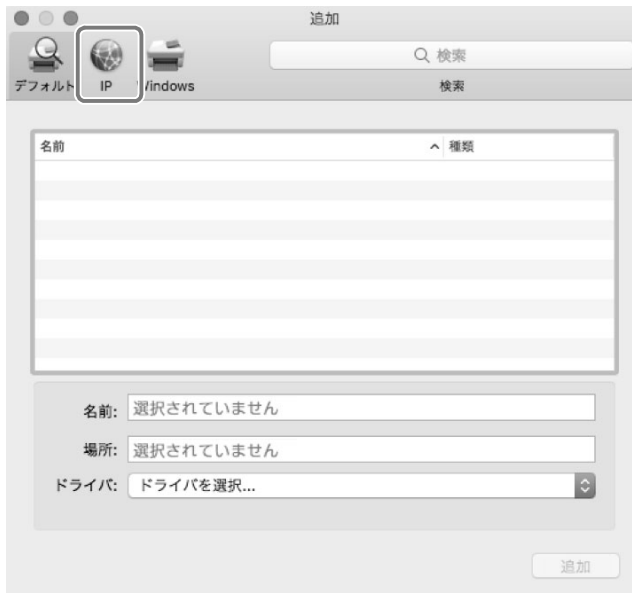 追加
検索
デフォルト IP Windows 検索
名前 種類
名前: 選択されていません
場所: 選択されていません
ドライバ: ドライバを選択...
追加